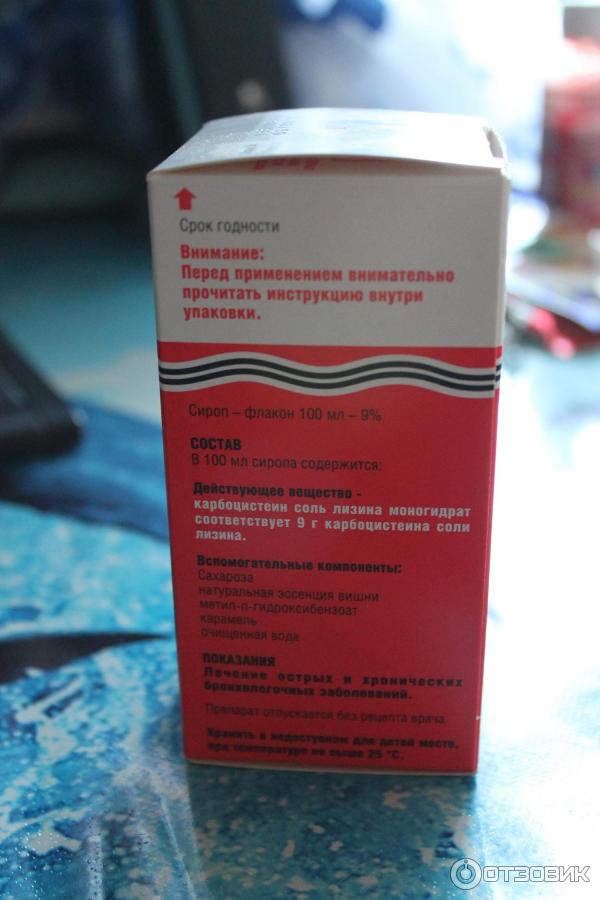 Срок годности
Внимание:
Перед применением внимательно
прочитать инструкцию внутри
упаковки.
Сироп – флакон 100 мл – 9%
СОСТАВ
В 100 мл сиропа содержится:
Действующее вещество -
карбоцистеин соль лизина моногидрат
соответствует 9 г карбоцистеина соли
лизина.
Вспомогательные компоненты:
Сахароза
натуральная эссенция вишни
метил-п-гидроксибензоат
карамель
очищенная вода
ПОКАЗАНИЯ
Лечение острых и хронических
бронхолегочных заболеваний.
Препарат отпускается без рецепта врача.
Хранить в недоступном для детей месте,
при температуре не выше 25 °С.
ОТЗОВИК